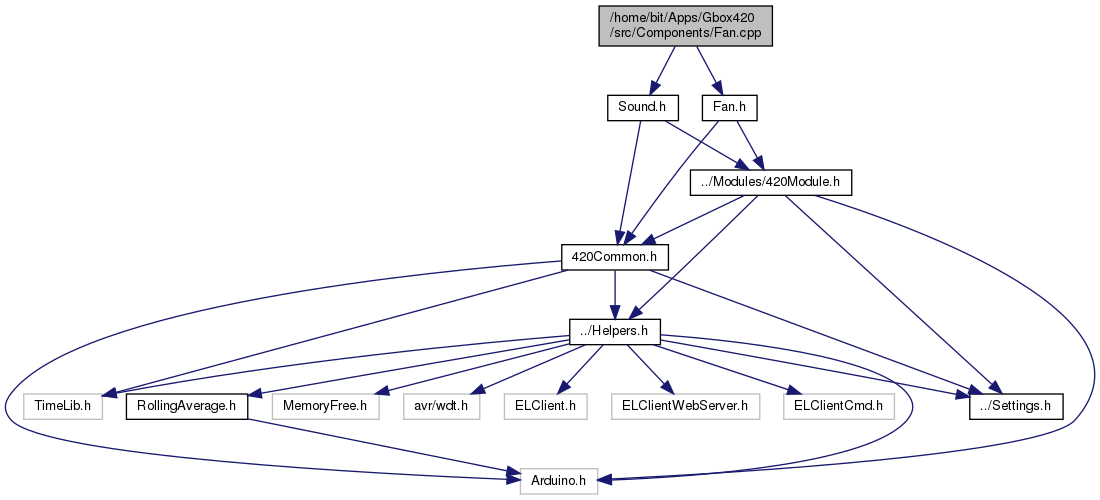 /home/bit/Apps/Gbox420
/src/Components/Fan.cpp
Sound.h
Fan.h
../Modules/420Module.h
420Common.h
../Helpers.h
TimeLib.h
RollingAverage.h
MemoryFree.h
avr/wdt.h
ELClient.h
ELClientWebServer.h
ELClientCmd.h
../Settings.h
Arduino.h